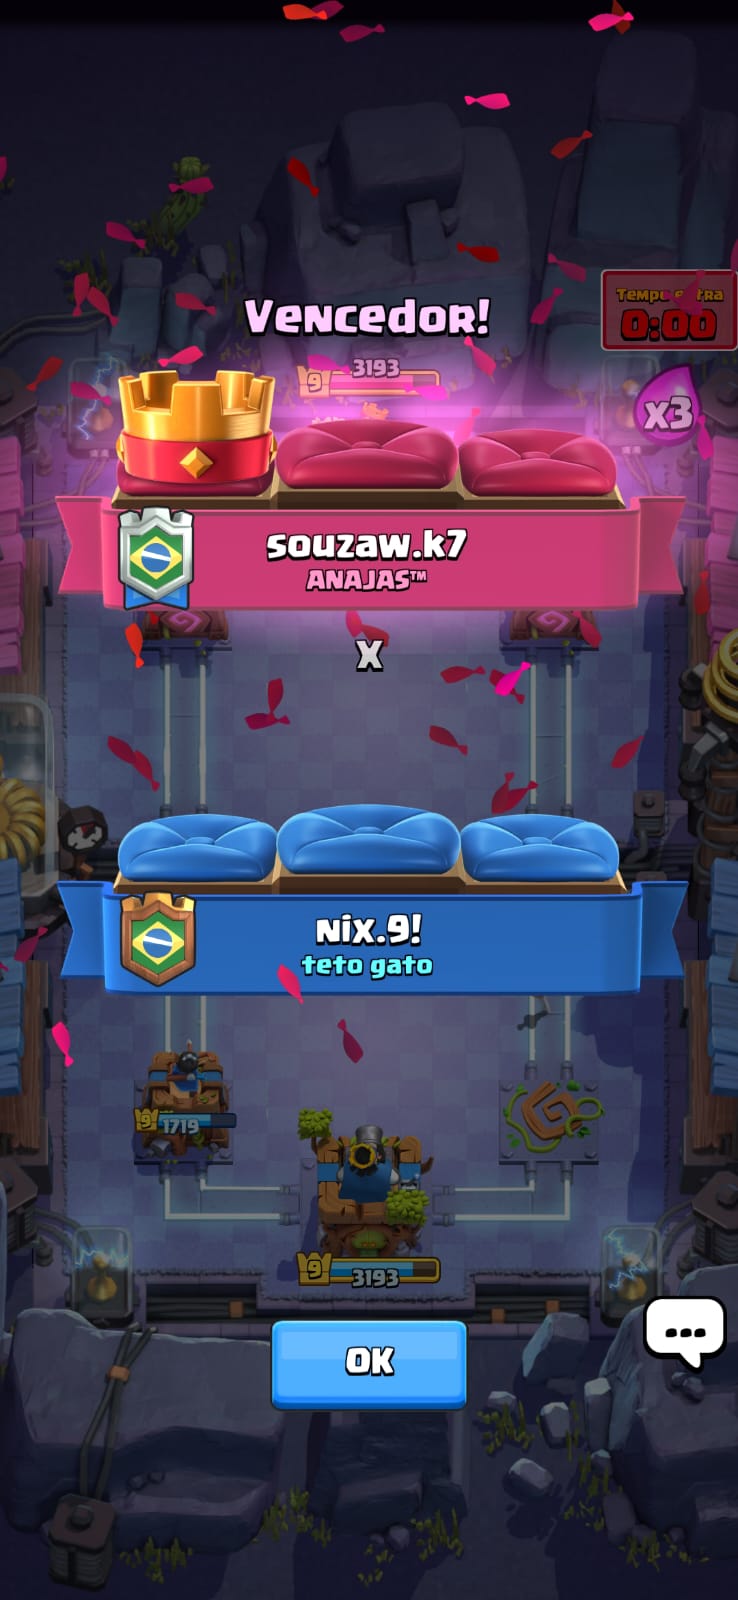 Vencedor!
Tempo extra
0:00
9
3193
x3
souzaw.k7
ANAJAS™
X
nix.9!
teto gato
9
1719
9
3193
OK